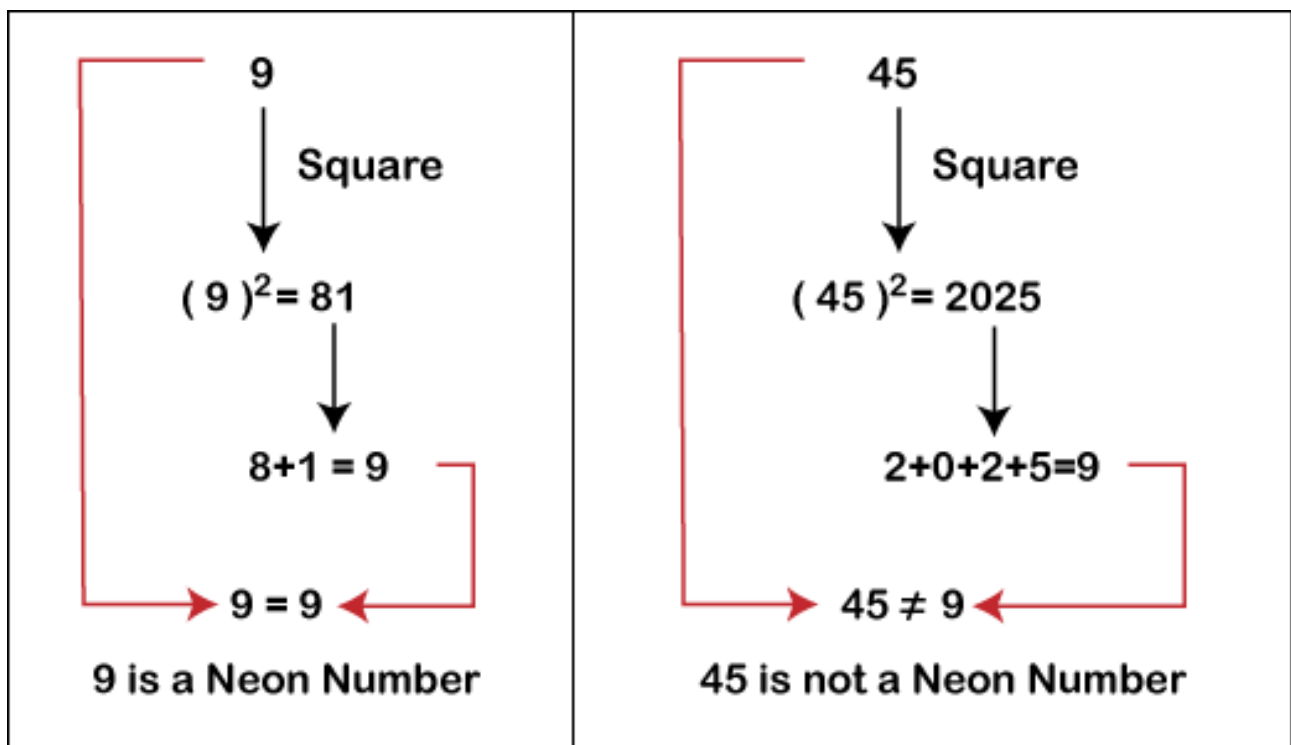 9
Square
( 9 )² = 81
8+1 = 9
9 = 9
9 is a Neon Number
45
Square
( 45 )² = 2025
2+0+2+5=9
45 ≠ 9
45 is not a Neon Number